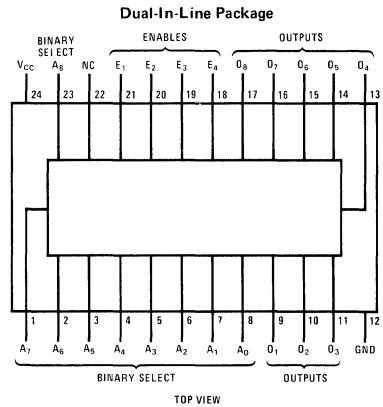 Dual-In-Line Package
BINARY SELECT ENABLES OUTPUTS
VCC A8 NC E1 E2 E3 E4 O8 O7 O6 O5 O4
24 23 22 21 20 19 18 17 16 15 14 13
1 2 3 4 5 6 7 8 9 10 11 12
A7 A6 A5 A4 A3 A2 A1 A0 O1 O2 O3 GND
BINARY SELECT OUTPUTS
TOP VIEW